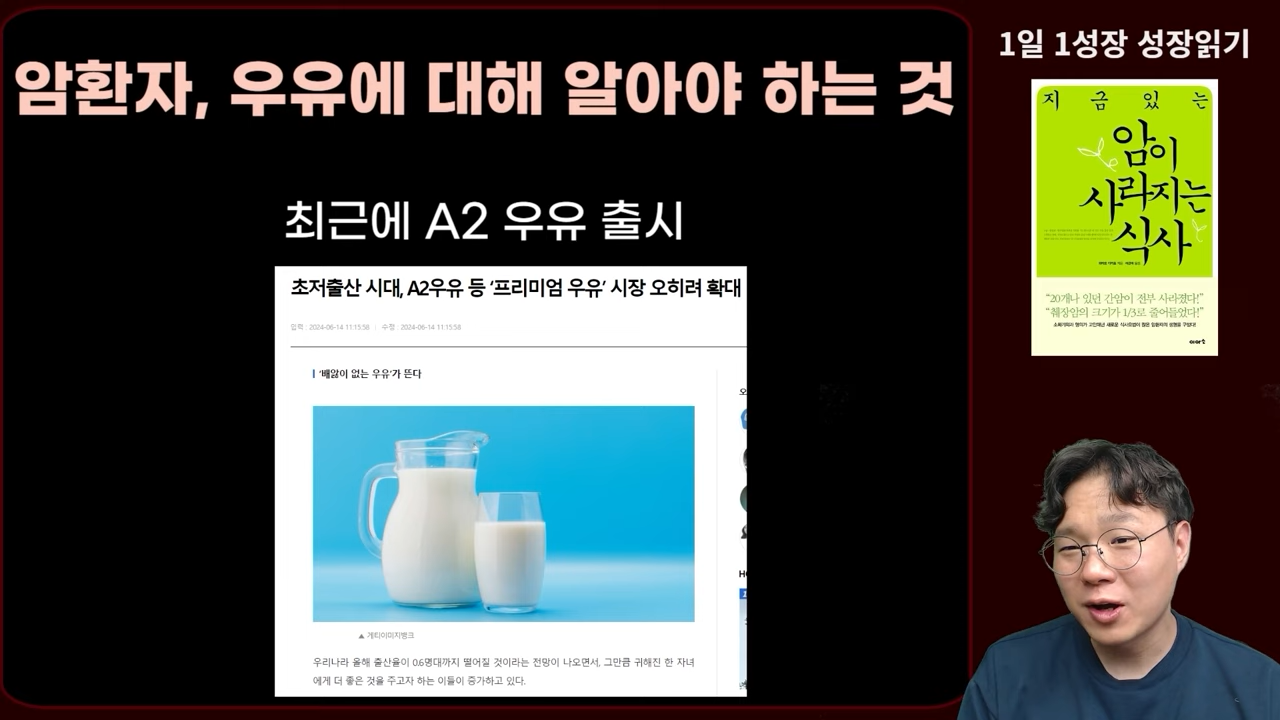 암환자, 우유에 대해 알아야 하는 것
1일 1성장 성장읽기
최근에 A2 우유 출시
초저출산 시대, A2우유 등 '프리미엄 우유' 시장 오히려 확대
입력 : 2024-06-14 11:15:58 | 수정 : 2024-06-14 11:15:58
'배앓이 없는 우유'가 뜬다
▲ 게티이미지뱅크
우리나라 올해 출산율이 0.6명대까지 떨어질 것이라는 전망이 나오면서, 그만큼 귀해진 한 자녀
에게 더 좋은 것을 주고자 하는 이들이 증가하고 있다.
지금 있는
암이
사라지는
식사
"20개나 있던 간암이 전부 사라졌다!"
"췌장암의 크기가 1/3로 줄어들었다!"